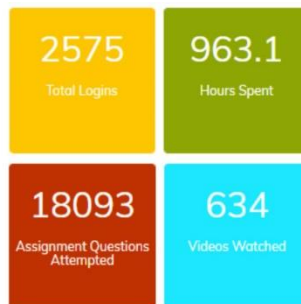 2575
Total Logins
963.1
Hours Spent
18093
Assignment Questions
Attempted
634
Videos Watched